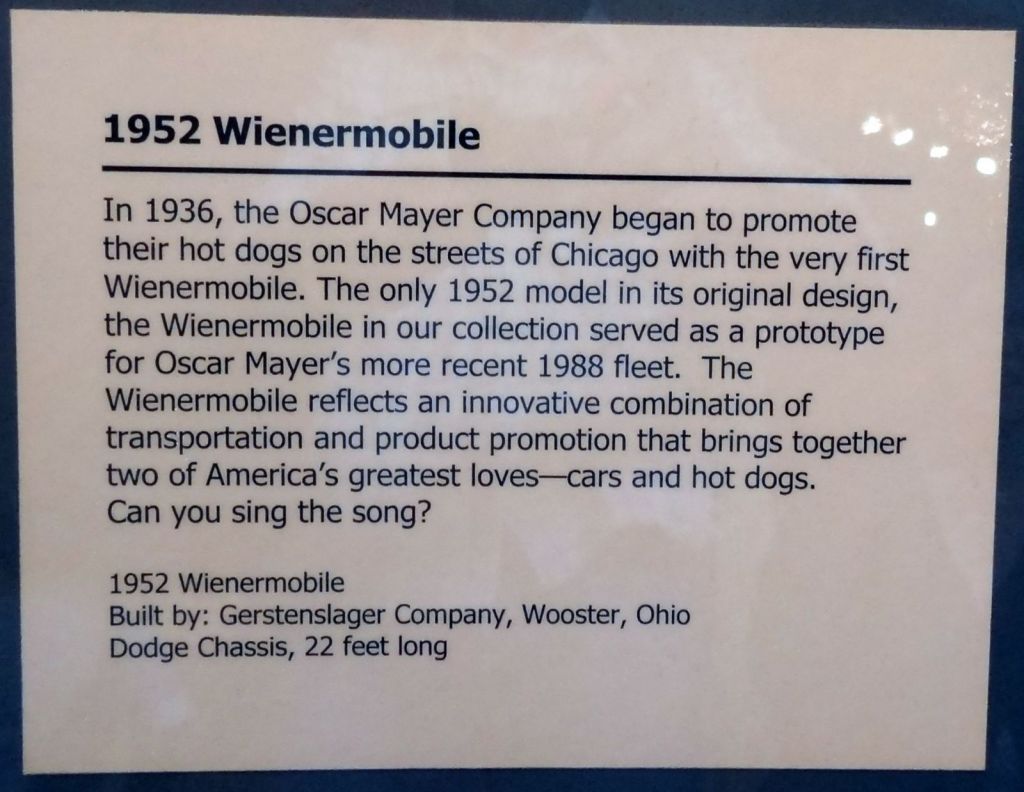 1952 Wienermobile
In 1936, the Oscar Mayer Company began to promote
their hot dogs on the streets of Chicago with the very first
Wienermobile. The only 1952 model in its original design,
the Wienermobile in our collection served as a prototype
for Oscar Mayer's more recent 1988 fleet.  The
Wienermobile reflects an innovative combination of
transportation and product promotion that brings together
two of America's greatest loves—cars and hot dogs.
Can you sing the song?
1952 Wienermobile
Built by: Gerstenslager Company, Wooster, Ohio
Dodge Chassis, 22 feet long